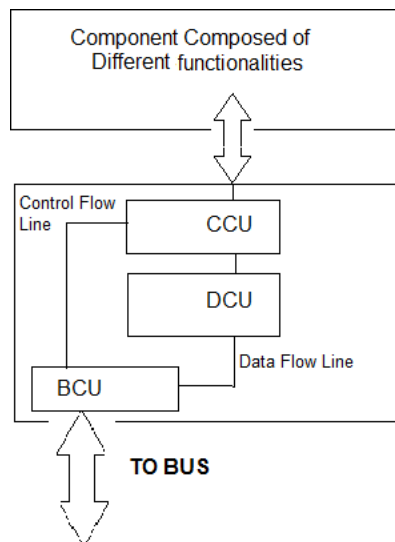 Component Composed of
Different functionalities
Control Flow
Line
CCU
DCU
Data Flow Line
BCU
TO BUS